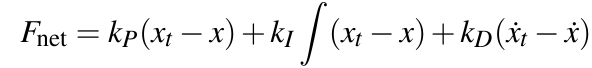 F_net = k_P(x_t − x) + k_I ∫ (x_t − x) + k_D(ẋ_t − ẋ)